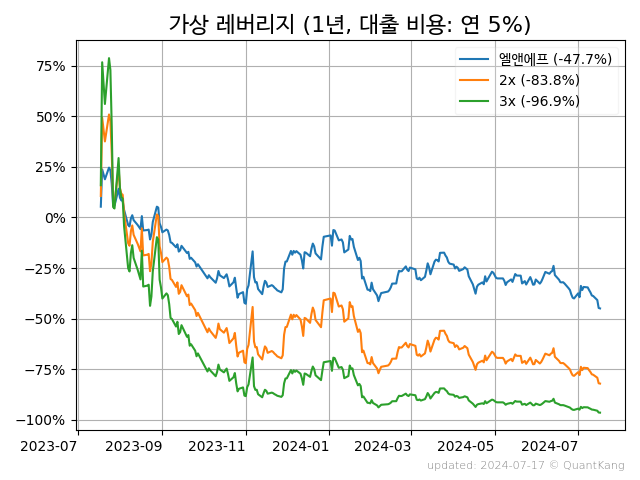 가상 레버리지 (1년, 대출 비용: 연 5%)
엘앤에프 (-47.7%)
2x (-83.8%)
3x (-96.9%)
75%
50%
25%
0%
−25%
−50%
−75%
−100%
2023-07 2023-09 2023-11 2024-01 2024-03 2024-05 2024-07
updated: 2024-07-17 © QuantKang